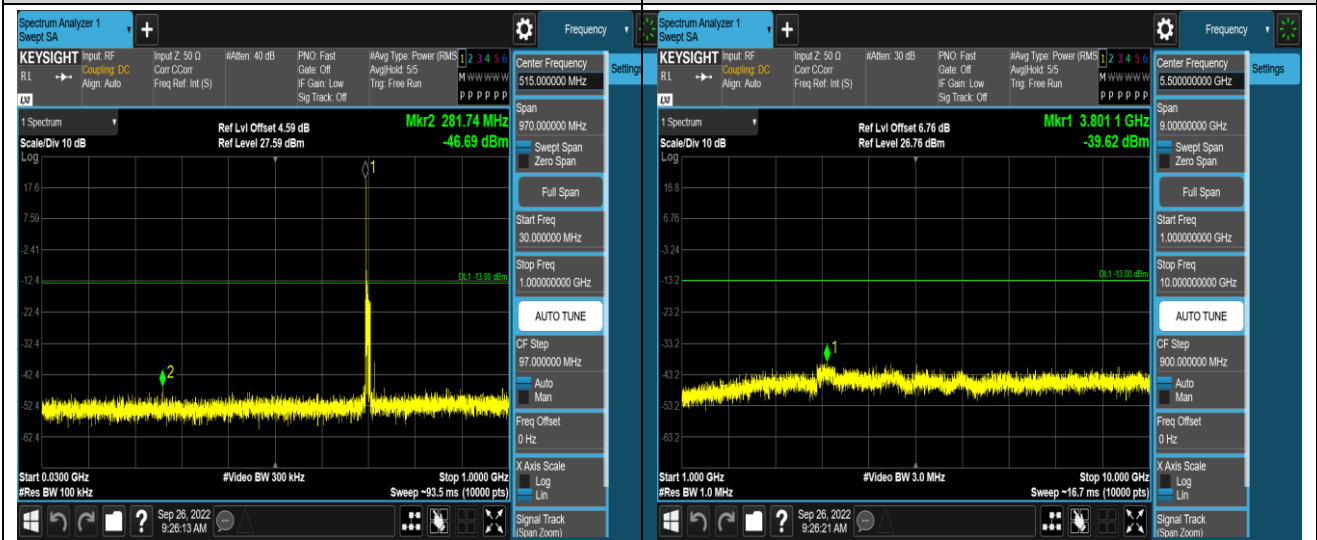 Spectrum Analyzer 1
Swept SA
+
Frequency
KEYSIGHT
R L
LXI
Input: RF
Coupling: DC
Align: Auto
Input Z: 50 Ω
Corr CCorr
Freq Ref: Int (S)
#Atten: 40 dB
PNO: Fast
Gate: Off
IF Gain: Low
Sig Track: Off
#Avg Type: Power (RMS
Avg|Hold: 5/5
Trig: Free Run
1 2 3 4 5 6
M W W W W W
P P P P P P
Center Frequency
515.000000 MHz
Settings
1 Spectrum
Scale/Div 10 dB
Log
Ref Lvl Offset 4.59 dB
Ref Level 27.59 dBm
Mkr2 281.74 MHz
-46.69 dBm
Span
970.000000 MHz
Swept Span
Zero Span
Full Span
Start Freq
30.000000 MHz
Stop Freq
1.000000000 GHz
AUTO TUNE
CF Step
97.000000 MHz
Auto
Man
Freq Offset
0 Hz
X Axis Scale
Log
Lin
Signal Track
(Span Zoom)
17.6
7.59
-2.41
-12.4
-22.4
-32.4
-42.4
-52.4
-62.4
1
DL1 -13.00 dBm
2
Start 0.0300 GHz
#Res BW 100 kHz
#Video BW 300 kHz
Stop 1.0000 GHz
Sweep ~93.5 ms (10000 pts)
?
Sep 26, 2022
9:26:13 AM
Spectrum Analyzer 1
Swept SA
+
Frequency
KEYSIGHT
R L
LXI
Input: RF
Coupling: DC
Align: Auto
Input Z: 50 Ω
Corr CCorr
Freq Ref: Int (S)
#Atten: 30 dB
PNO: Fast
Gate: Off
IF Gain: Low
Sig Track: Off
#Avg Type: Power (RMS
Avg|Hold: 5/5
Trig: Free Run
1 2 3 4 5 6
M W W W W W
P P P P P P
Center Frequency
5.500000000 GHz
Settings
1 Spectrum
Scale/Div 10 dB
Log
Ref Lvl Offset 6.76 dB
Ref Level 26.76 dBm
Mkr1 3.801 1 GHz
-39.62 dBm
Span
9.00000000 GHz
Swept Span
Zero Span
Full Span
Start Freq
1.000000000 GHz
Stop Freq
10.000000000 GHz
AUTO TUNE
CF Step
900.000000 MHz
Auto
Man
Freq Offset
0 Hz
X Axis Scale
Log
Lin
Signal Track
(Span Zoom)
16.8
6.76
-3.24
-13.2
-23.2
-33.2
-43.2
-53.2
-63.2
DL1 -13.00 dBm
1
Start 1.000 GHz
#Res BW 1.0 MHz
#Video BW 3.0 MHz
Stop 10.000 GHz
Sweep ~16.7 ms (10000 pts)
?
Sep 26, 2022
9:26:21 AM